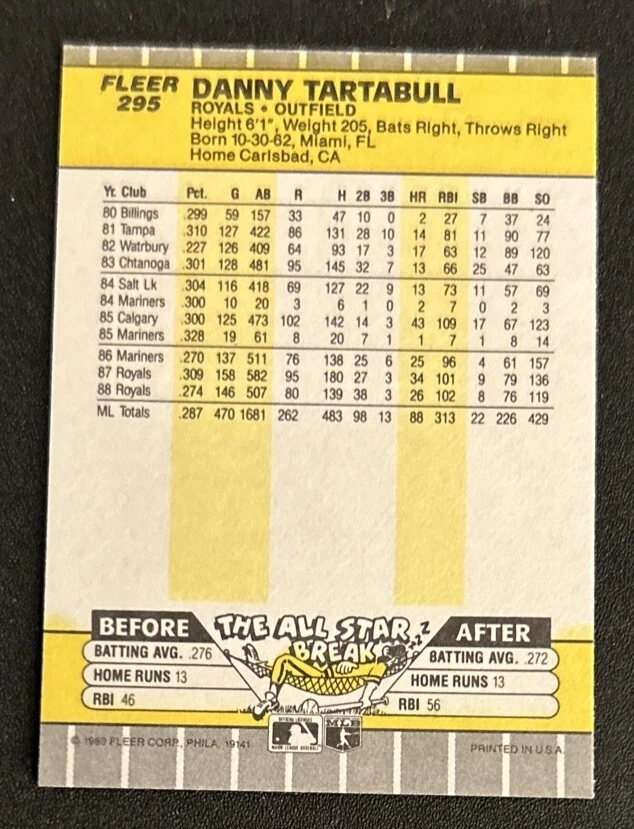 FLEER DANNY TARTABULL
295 ROYALS • OUTFIELD
Height 6'1", Weight 205, Bats Right, Throws Right
Born 10-30-62, Miami, FL
Home Carlsbad, CA
Yr. Club Pct. G AB R H 2B 3B HR RBI SB BB SO
80 Billings .299 59 157 33 47 10 0 2 27 7 37 24
81 Tampa .310 127 422 86 131 28 10 14 81 11 90 77
82 Watrbury .227 126 409 64 93 17 3 17 63 12 89 120
83 Chtanoga .301 128 481 95 145 32 7 13 66 25 47 63
84 Salt Lk .304 116 418 69 127 22 9 13 73 11 57 69
84 Mariners .300 10 20 3 6 1 0 2 7 0 2 3
85 Calgary .300 125 473 102 142 14 3 43 109 17 67 123
85 Mariners .328 19 61 8 20 7 1 1 7 1 8 14
86 Mariners .270 137 511 76 138 25 6 25 96 4 61 157
87 Royals .309 158 582 95 180 27 3 34 101 9 79 136
88 Royals .274 146 507 80 139 38 3 26 102 8 76 119
ML Totals .287 470 1681 262 483 98 13 88 313 22 226 429
BEFORE THE ALL STAR BREAK ZZZ AFTER
BATTING AVG. .276 BATTING AVG. .272
HOME RUNS 13 HOME RUNS 13
RBI 46 RBI 56
OFFICIAL LICENSEE
MAJOR LEAGUE BASEBALL
MLB
© 1989 FLEER CORP., PHILA. 19141 PRINTED IN U.S.A.